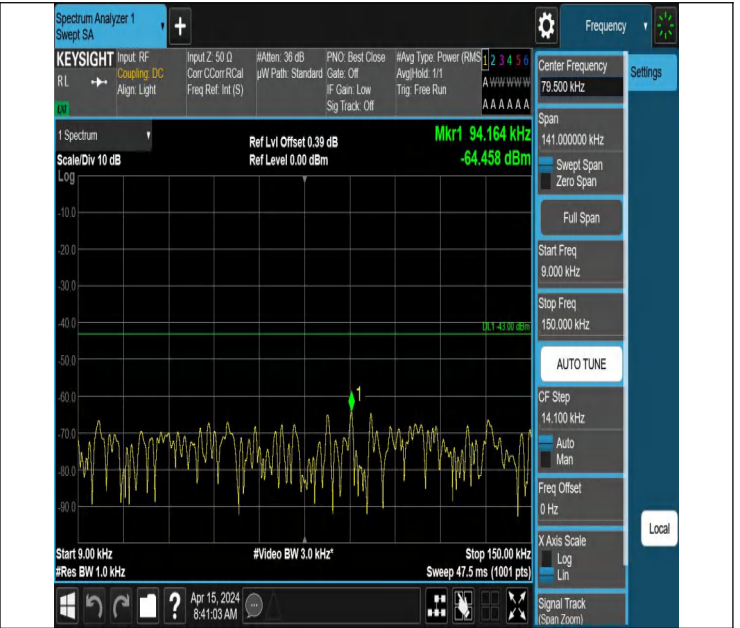 Spectrum Analyzer 1
Swept SA
+
Frequency
KEYSIGHT
RL
Input: RF
Coupling: DC
Align: Light
Input Z: 50 Ω
Corr CCorr RCal
Freq Ref: Int (S)
#Atten: 36 dB
µW Path: Standard
PNO: Best Close
Gate: Off
IF Gain: Low
Sig Track: Off
#Avg Type: Power (RMS
Avg|Hold: 1/1
Trig: Free Run
1 2 3 4 5 6
A W W W W W
A A A A A A
1 Spectrum
Scale/Div 10 dB
Log
Ref Lvl Offset 0.39 dB
Ref Level 0.00 dBm
Mkr1 94.164 kHz
-64.458 dBm
-10.0
-20.0
-30.0
-40.0
-50.0
-60.0
-70.0
-80.0
-90.0
DL1 -43.00 dBm
1
Start 9.00 kHz
#Res BW 1.0 kHz
#Video BW 3.0 kHz*
Stop 150.00 kHz
Sweep 47.5 ms (1001 pts)
Center Frequency
79.500 kHz
Settings
Span
141.000000 kHz
Swept Span
Zero Span
Full Span
Start Freq
9.000 kHz
Stop Freq
150.000 kHz
AUTO TUNE
CF Step
14.100 kHz
Auto
Man
Freq Offset
0 Hz
X Axis Scale
Log
Lin
Local
Signal Track
(Span Zoom)
?
Apr 15, 2024
8:41:03 AM